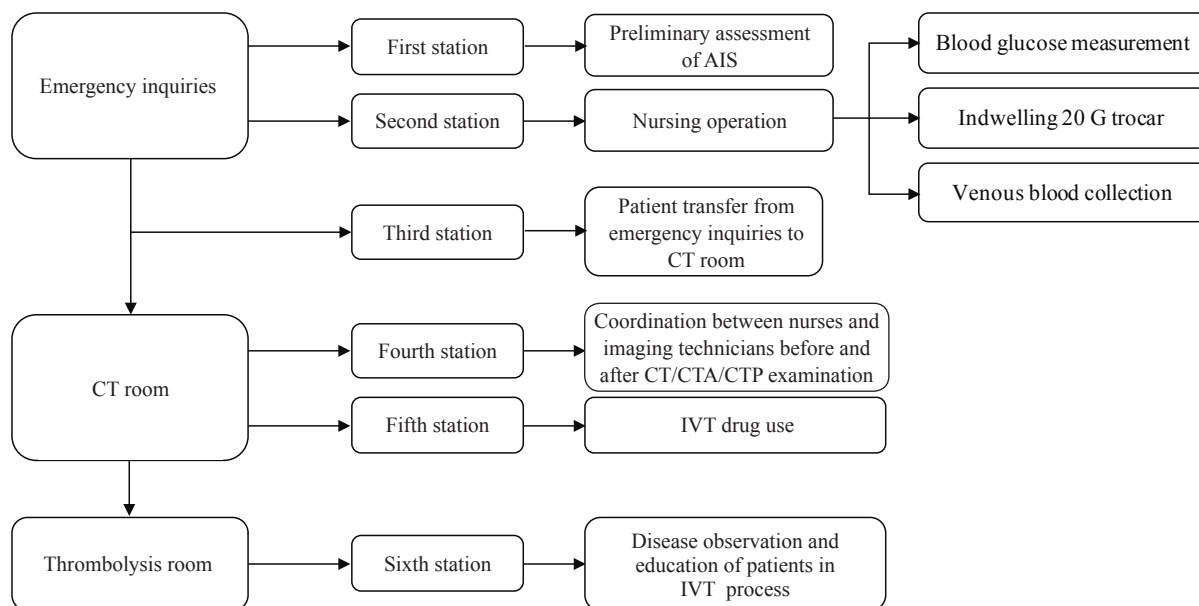 Emergency inquiries
First station
Preliminary assessment
of AIS
Second station
Nursing operation
Blood glucose measurement
Indwelling 20 G trocar
Venous blood collection
Third station
Patient transfer from
emergency inquiries to
CT room
CT room
Fourth station
Coordination between nurses and
imaging technicians before and
after CT/CTA/CTP examination
Fifth station
IVT drug use
Thrombolysis room
Sixth station
Disease observation and
education of patients in
IVT process